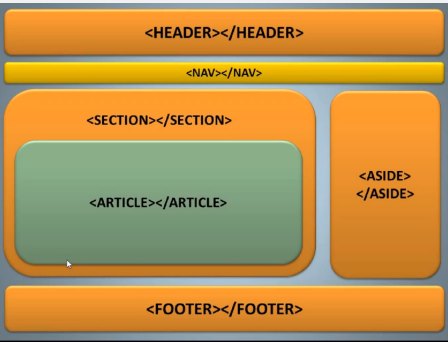 <HEADER></HEADER>
<NAV></NAV>
<SECTION></SECTION>
<ARTICLE></ARTICLE>
<ASIDE>
</ASIDE>
<FOOTER></FOOTER>